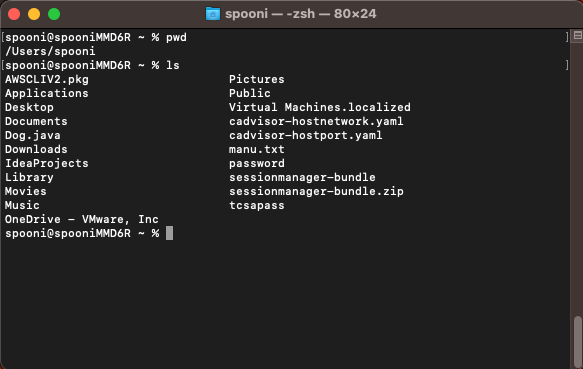 spooni — -zsh — 80×24
[spooni@spooniMMD6R ~ % pwd ]
/Users/spooni
[spooni@spooniMMD6R ~ % ls ]
AWSCLIV2.pkg Pictures
Applications Public
Desktop Virtual Machines.localized
Documents cadvisor-hostnetwork.yaml
Dog.java cadvisor-hostport.yaml
Downloads manu.txt
IdeaProjects password
Library sessionmanager-bundle
Movies sessionmanager-bundle.zip
Music tcsapass
OneDrive - VMware, Inc
spooni@spooniMMD6R ~ %